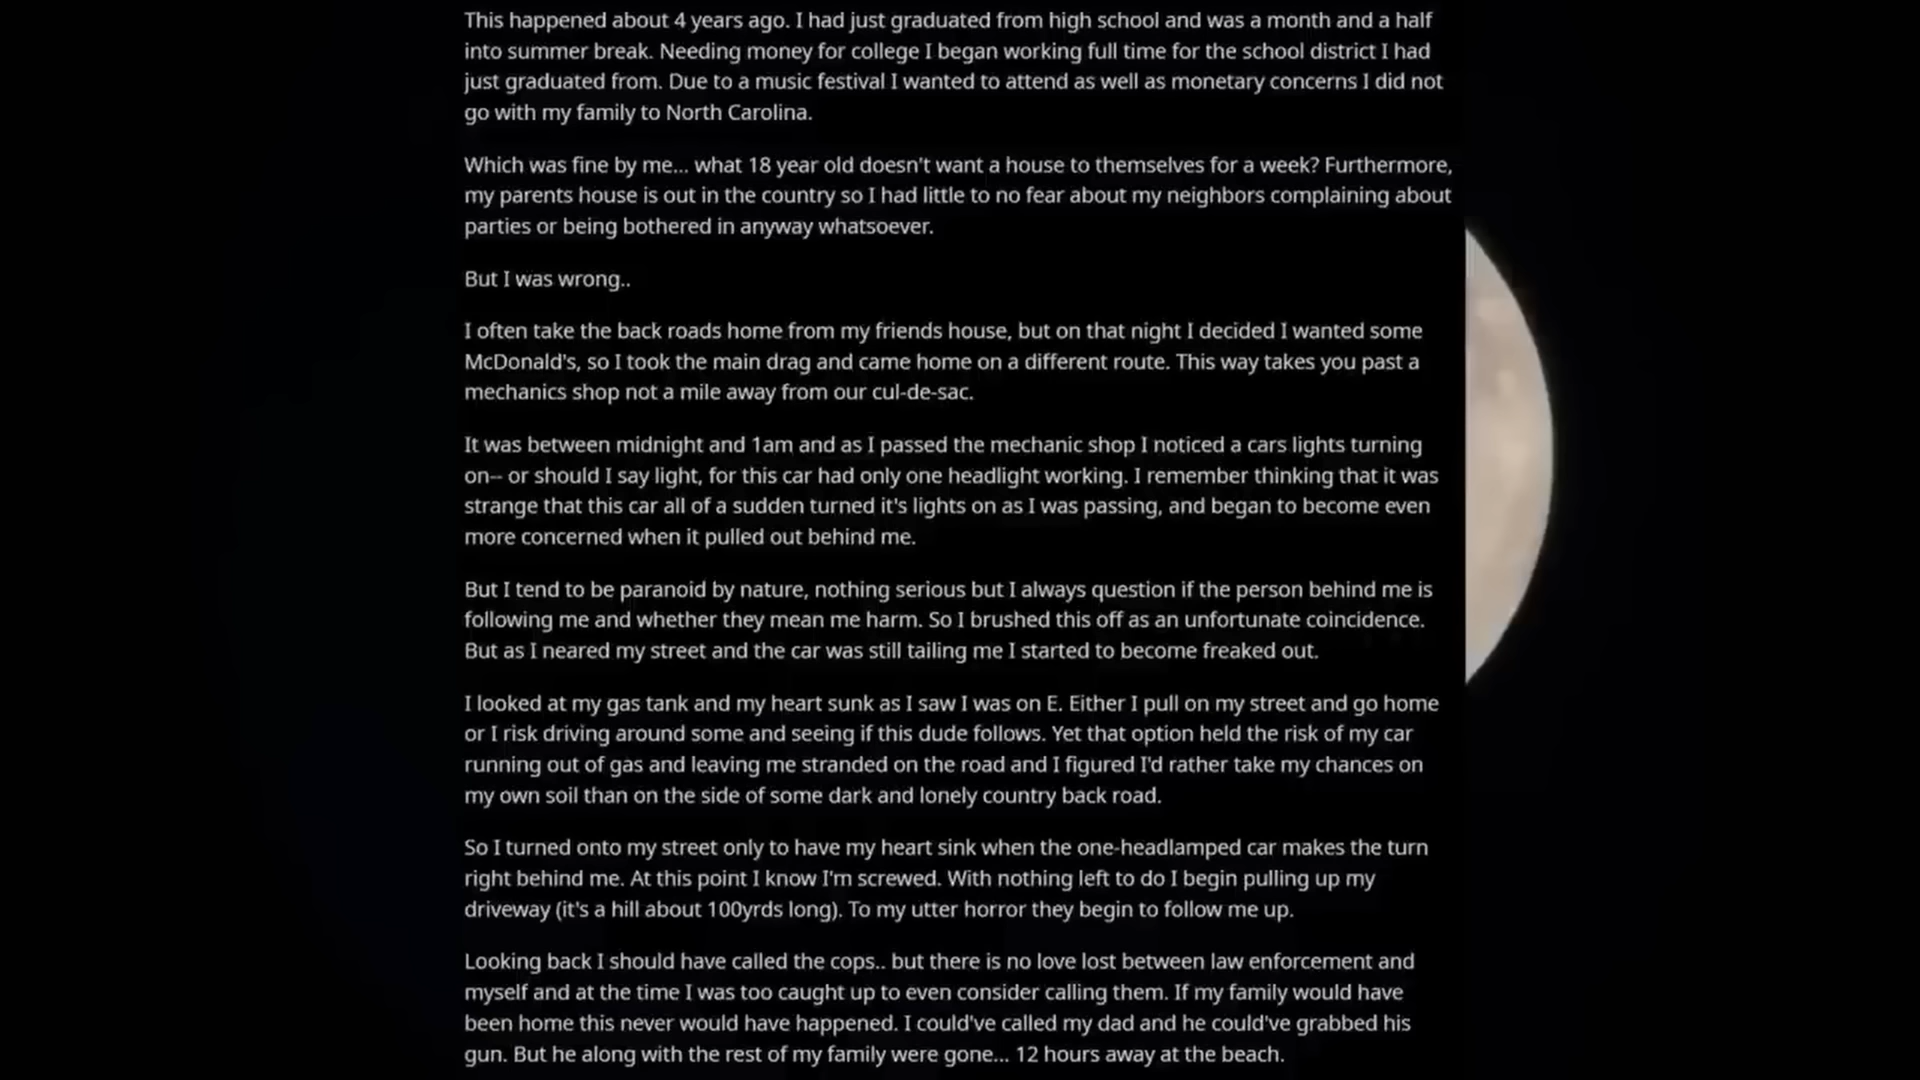 This happened about 4 years ago. I had just graduated from high school and was a month and a half
into summer break. Needing money for college I began working full time for the school district I had
just graduated from. Due to a music festival I wanted to attend as well as monetary concerns I did not
go with my family to North Carolina.
Which was fine by me... what 18 year old doesn't want a house to themselves for a week? Furthermore,
my parents house is out in the country so I had little to no fear about my neighbors complaining about
parties or being bothered in anyway whatsoever.
But I was wrong..
I often take the back roads home from my friends house, but on that night I decided I wanted some
McDonald's, so I took the main drag and came home on a different route. This way takes you past a
mechanics shop not a mile away from our cul-de-sac.
It was between midnight and 1am and as I passed the mechanic shop I noticed a cars lights turning
on-- or should I say light, for this car had only one headlight working. I remember thinking that it was
strange that this car all of a sudden turned it's lights on as I was passing, and began to become even
more concerned when it pulled out behind me.
But I tend to be paranoid by nature, nothing serious but I always question if the person behind me is
following me and whether they mean me harm. So I brushed this off as an unfortunate coincidence.
But as I neared my street and the car was still tailing me I started to become freaked out.
I looked at my gas tank and my heart sunk as I saw I was on E. Either I pull on my street and go home
or I risk driving around some and seeing if this dude follows. Yet that option held the risk of my car
running out of gas and leaving me stranded on the road and I figured I'd rather take my chances on
my own soil than on the side of some dark and lonely country back road.
So I turned onto my street only to have my heart sink when the one-headlamped car makes the turn
right behind me. At this point I know I'm screwed. With nothing left to do I begin pulling up my
driveway (it's a hill about 100yrds long). To my utter horror they begin to follow me up.
Looking back I should have called the cops.. but there is no love lost between law enforcement and
myself and at the time I was too caught up to even consider calling them. If my family would have
been home this never would have happened. I could've called my dad and he could've grabbed his
gun. But he along with the rest of my family were gone... 12 hours away at the beach.